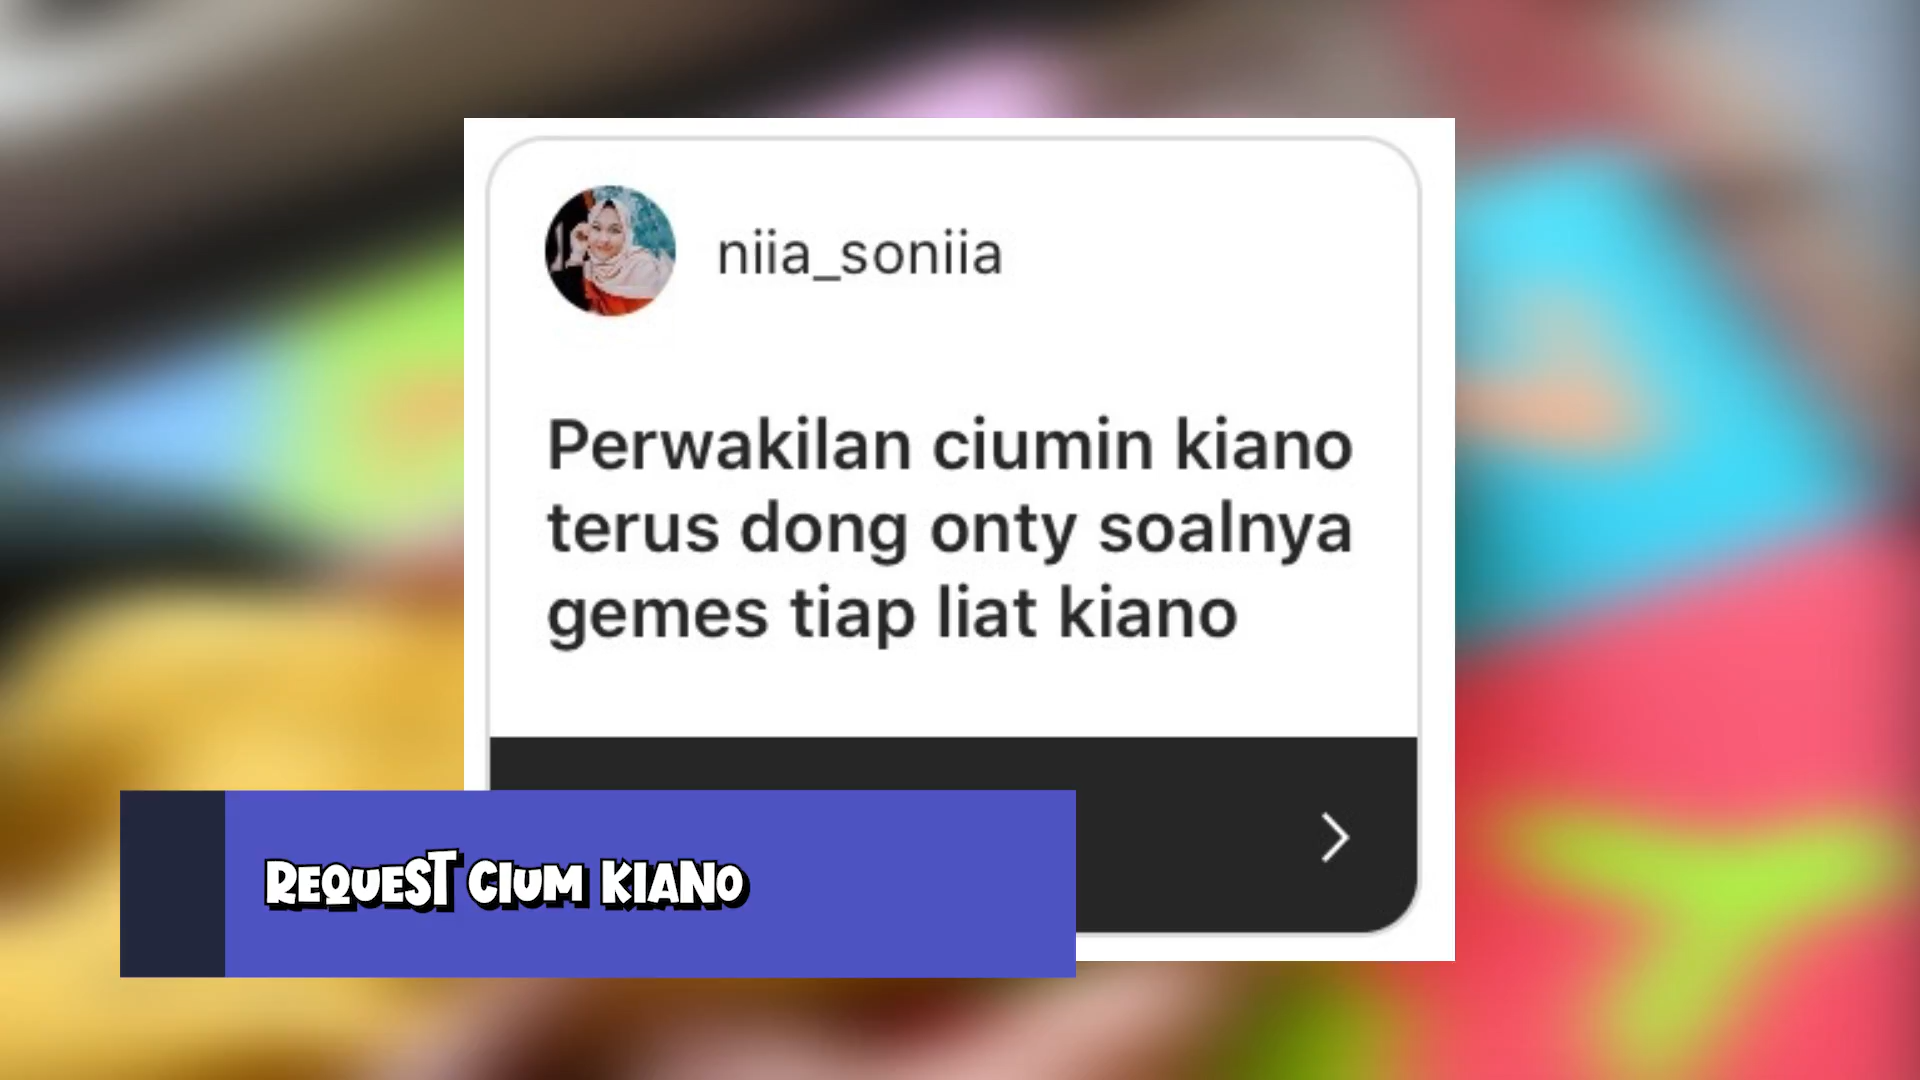 niia_soniia
Perwakilan ciumin kiano
terus dong onty soalnya
gemes tiap liat kiano
REQUEST CIUM KIANO